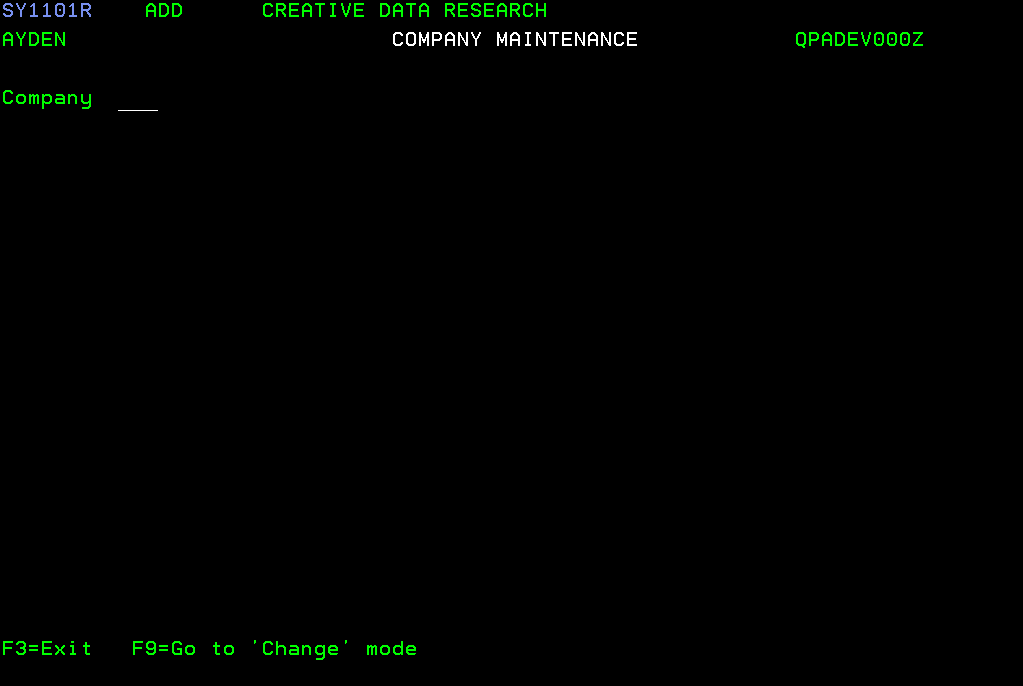 SY1101R ADD CREATIVE DATA RESEARCH
AYDEN COMPANY MAINTENANCE QPADEV000Z
Company ___
F3=Exit F9=Go to 'Change' mode